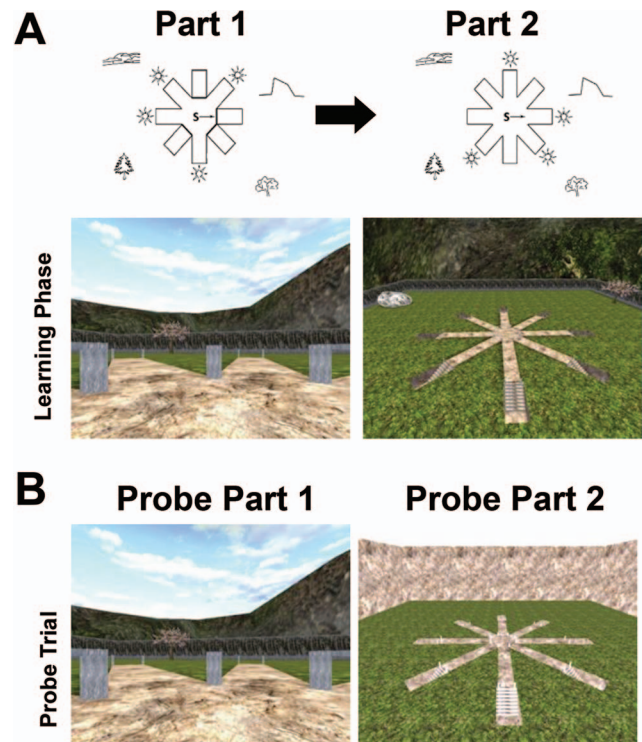 A
Part 1
Part 2
S
S
Learning Phase
B
Probe Part 1
Probe Part 2
Probe Trial